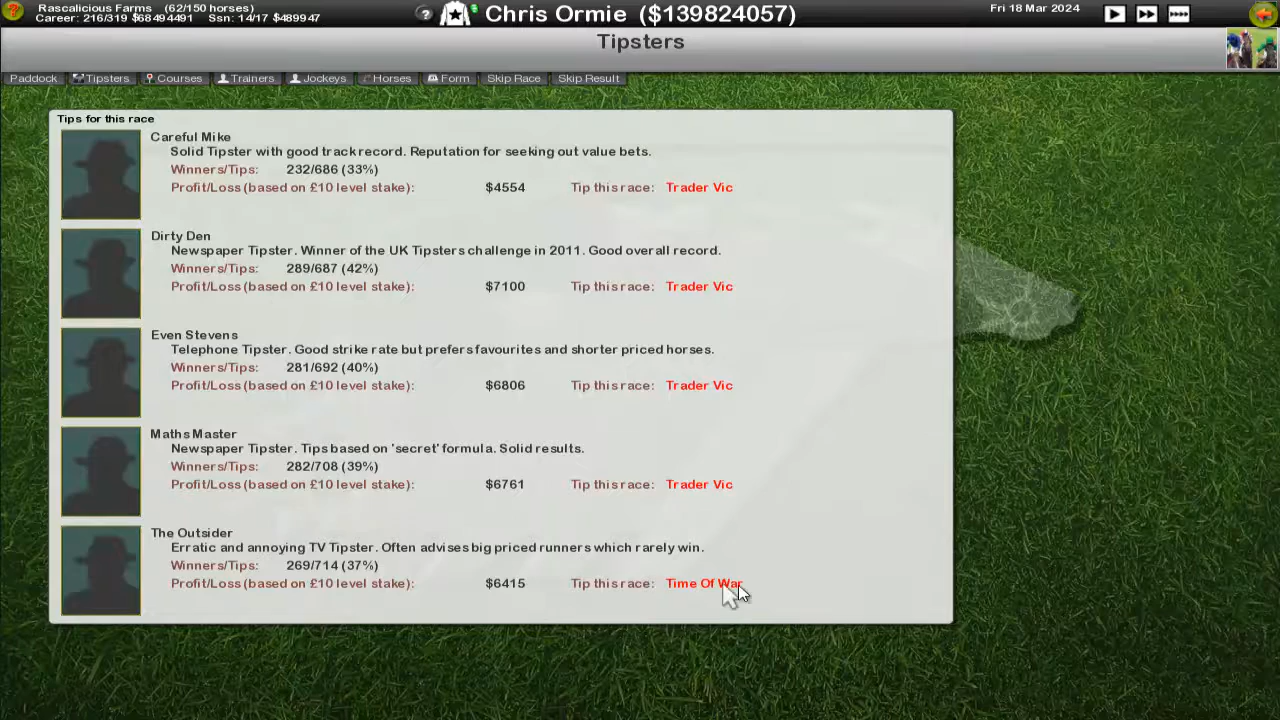 Rascalicious Farms (62/150 horses)
Career: 216/319 $68494491 Ssn: 14/17 $489947
? Chris Ormie ($139824057)
Fri 18 Mar 2024
Tipsters
Paddock Tipsters Courses Trainers Jockeys Horses Form Skip Race Skip Result
Tips for this race
Careful Mike
Solid Tipster with good track record. Reputation for seeking out value bets.
Winners/Tips: 232/686 (33%)
Profit/Loss (based on £10 level stake): $4554 Tip this race: Trader Vic
Dirty Den
Newspaper Tipster. Winner of the UK Tipsters challenge in 2011. Good overall record.
Winners/Tips: 289/687 (42%)
Profit/Loss (based on £10 level stake): $7100 Tip this race: Trader Vic
Even Stevens
Telephone Tipster. Good strike rate but prefers favourites and shorter priced horses.
Winners/Tips: 281/692 (40%)
Profit/Loss (based on £10 level stake): $6806 Tip this race: Trader Vic
Maths Master
Newspaper Tipster. Tips based on 'secret' formula. Solid results.
Winners/Tips: 282/708 (39%)
Profit/Loss (based on £10 level stake): $6761 Tip this race: Trader Vic
The Outsider
Erratic and annoying TV Tipster. Often advises big priced runners which rarely win.
Winners/Tips: 269/714 (37%)
Profit/Loss (based on £10 level stake): $6415 Tip this race: Time Of War